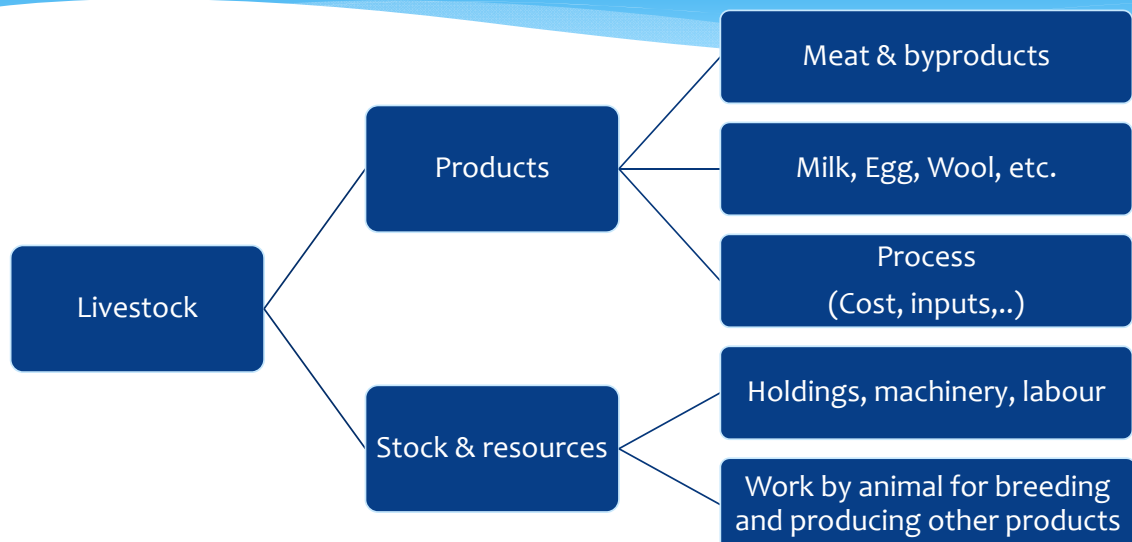 Livestock
Products
Meat & byproducts
Milk, Egg, Wool, etc.
Process
(Cost, inputs,..)
Stock & resources
Holdings, machinery, labour
Work by animal for breeding
and producing other products